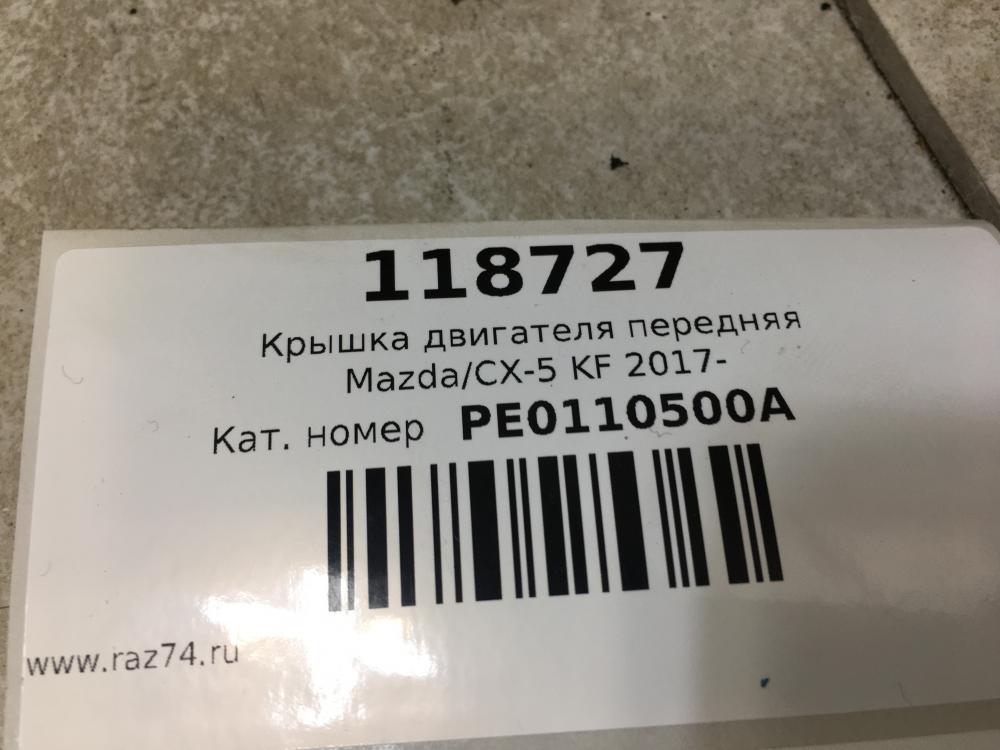 118727
Крышка двигателя передняя
Mazda/CX-5 KF 2017-
Кат. номер PE0110500A
www.raz74.ru